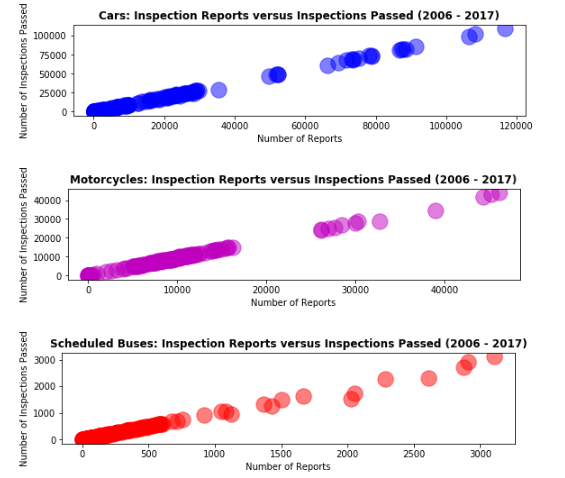 Cars: Inspection Reports versus Inspections Passed (2006 - 2017)
Number of Inspections Passed
100000
75000
50000
25000
0
0 20000 40000 60000 80000 100000 120000
Number of Reports
Motorcycles: Inspection Reports versus Inspections Passed (2006 - 2017)
Number of Inspections Passed
40000
30000
20000
10000
0
0 10000 20000 30000 40000
Number of Reports
Scheduled Buses: Inspection Reports versus Inspections Passed (2006 - 2017)
Number of Inspections Passed
3000
2000
1000
0
0 500 1000 1500 2000 2500 3000
Number of Reports